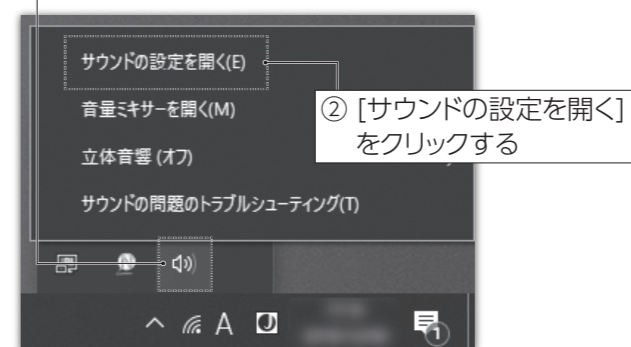 サウンドの設定を開く(E)
② [サウンドの設定を開く]
をクリックする
音量ミキサーを開く(M)
立体音響 (オフ)
サウンドの問題のトラブルシューティング(T)
A
J
1